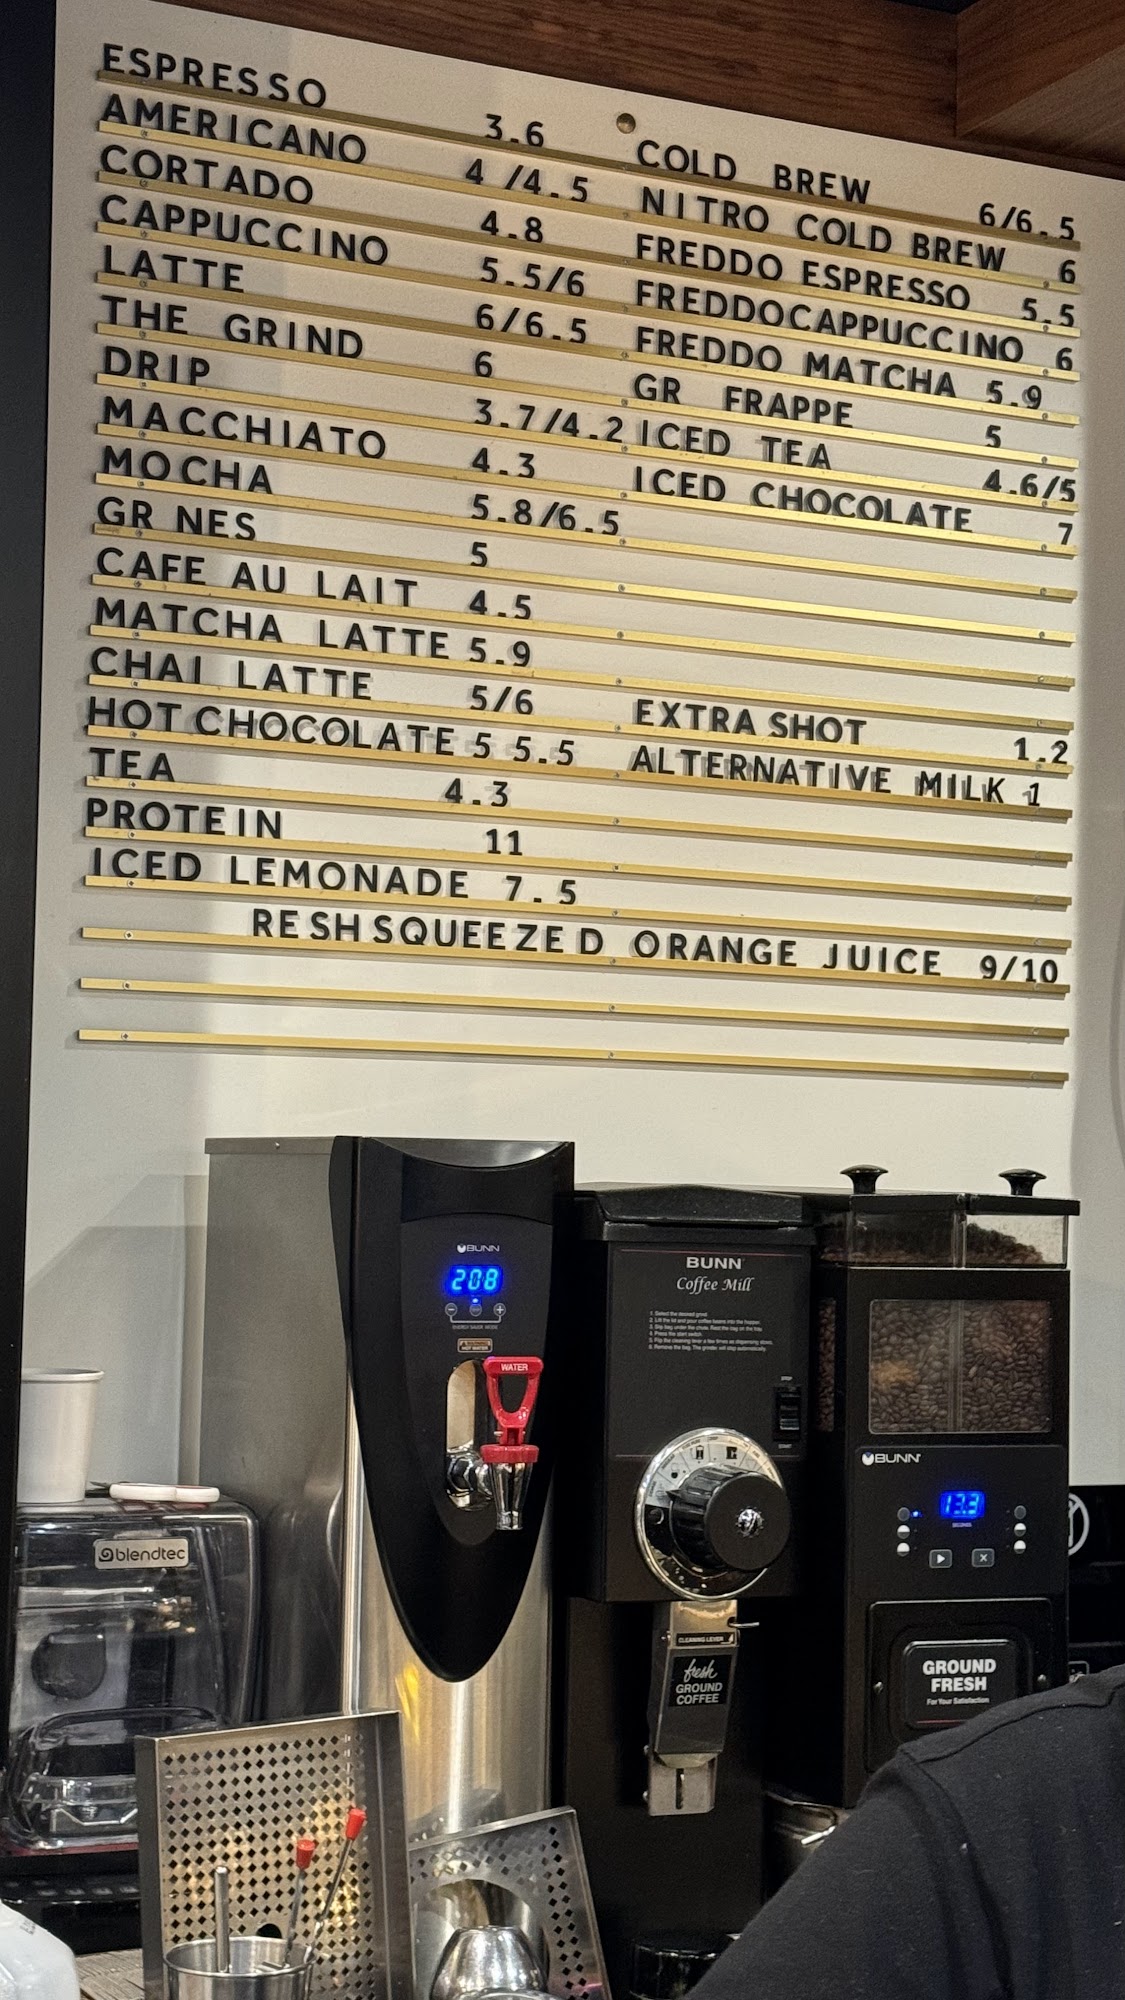 ESPRESSO 3.6
AMERICANO 4/4.5
CORTADO 4.8
CAPPUCCINO 5.5/6
LATTE 6/6.5
THE GRIND 6
DRIP 3.7/4.2
MACCHIATO 4.3
MOCHA 5.8/6.5
GR NES 5
CAFE AU LAIT 4.5
MATCHA LATTE 5.9
CHAI LATTE 5/6
HOT CHOCOLATE 5 5.5
TEA 4.3
PROTEIN 11
ICED LEMONADE 7.5
COLD BREW 6/6.5
NITRO COLD BREW 6
FREDDO ESPRESSO 5.5
FREDDOCAPPUCCINO 6
FREDDO MATCHA 5.9
GR FRAPPE 5
ICED TEA 4.6/5
ICED CHOCOLATE 7
EXTRA SHOT 1.2
ALTERNATIVE MILK 1
RESH SQUEEZED ORANGE JUICE 9/10
BUNN
208
WATER
BUNN
Coffee Mill
CLEANING LEVER
fresh
GROUND
COFFEE
BUNN
13.3
GROUND
FRESH
For Your Satisfaction
blendtec